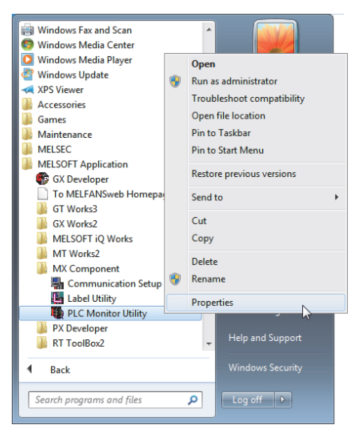 Windows Fax and Scan
Windows Media Center
Windows Media Player
Windows Update
XPS Viewer
Accessories
Games
Maintenance
MELSEC
MELSOFT Application
GX Developer
To MELFANSweb Homepa
GT Works3
GX Works2
MELSOFT iQ Works
MT Works2
MX Component
Communication Setup
Label Utility
PLC Monitor Utility
PX Developer
RT ToolBox2
Back
Search programs and files
Open
Run as administrator
Troubleshoot compatibility
Open file location
Pin to Taskbar
Pin to Start Menu
Restore previous versions
Send to
Cut
Copy
Delete
Rename
Properties
Help and Support
Windows Security
Log off